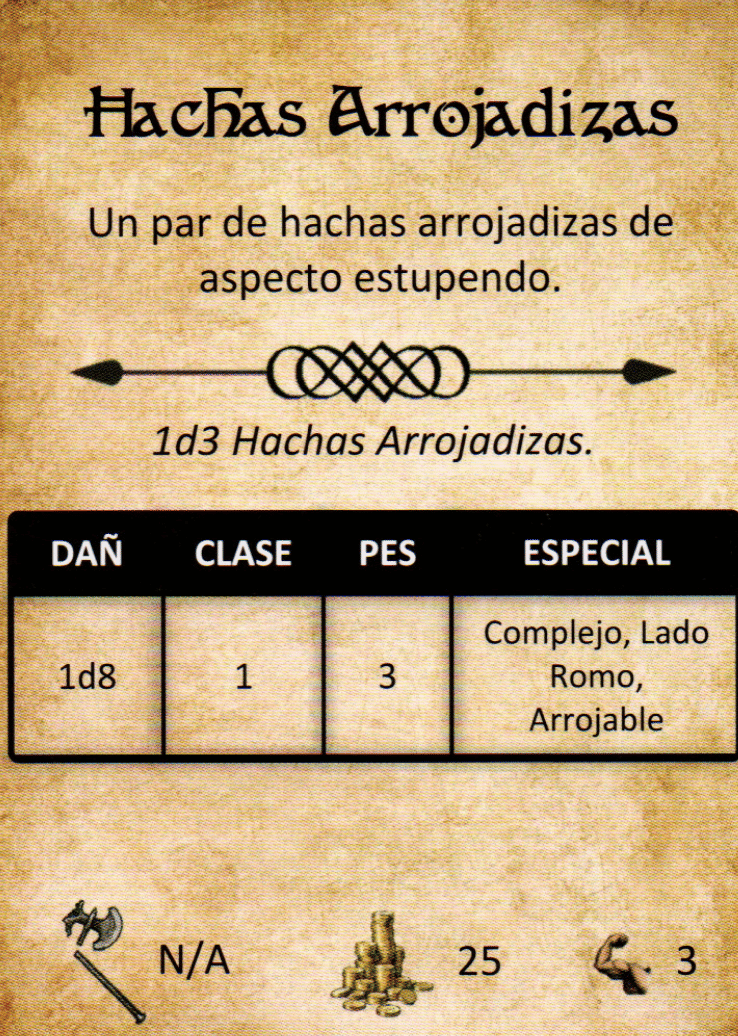 Hachas Arrojadizas
Un par de hachas arrojadizas de
aspecto estupendo.
1d3 Hachas Arrojadizas.
DAÑ CLASE PES ESPECIAL
1d8 1 3 Complejo, Lado
Romo,
Arrojable
N/A 25 3